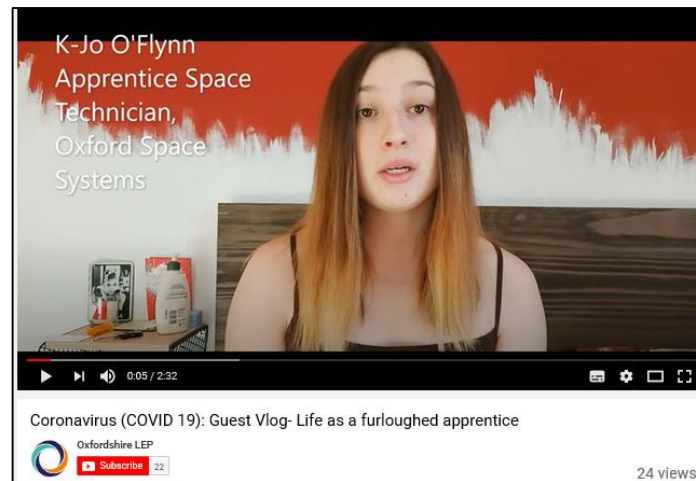 K-Jo O'Flynn
Apprentice Space
Technician,
Oxford Space
Systems
0:05 / 2:32
Coronavirus (COVID 19): Guest Vlog- Life as a furloughed apprentice
Oxfordshire LEP
Subscribe 22
24 views